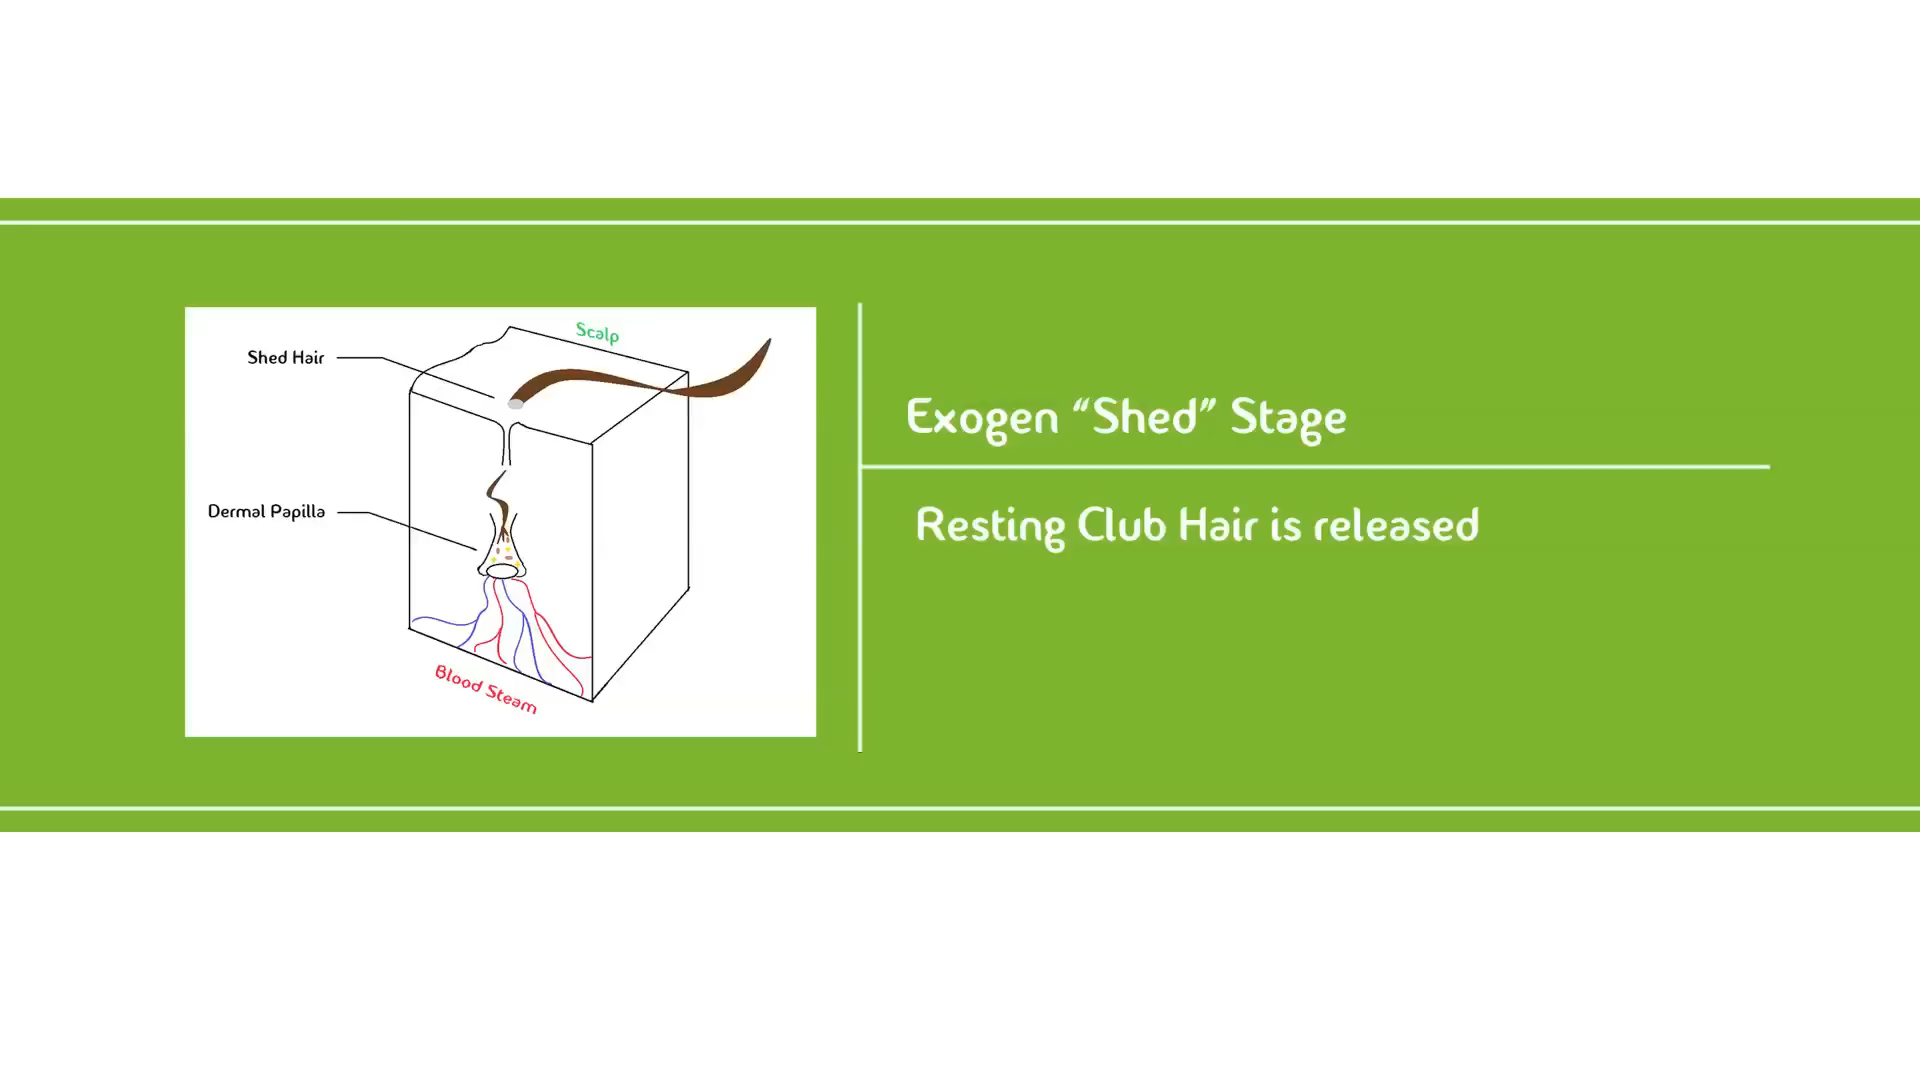 Scalp
Shed Hair
Dermal Papilla
Blood Steam
Exogen “Shed” Stage
Resting Club Hair is released